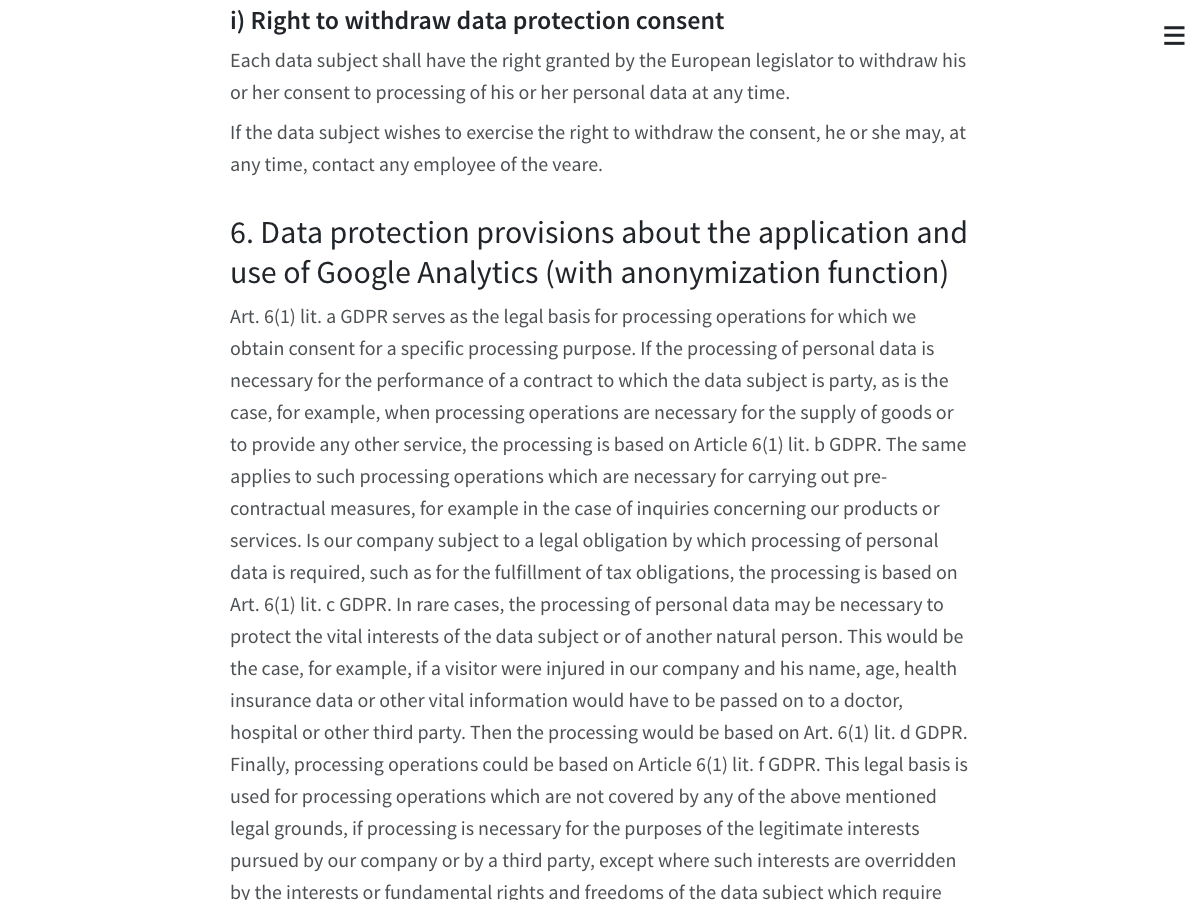 i) Right to withdraw data protection consent
Each data subject shall have the right granted by the European legislator to withdraw his
or her consent to processing of his or her personal data at any time.
If the data subject wishes to exercise the right to withdraw the consent, he or she may, at
any time, contact any employee of the veare.
6. Data protection provisions about the application and
use of Google Analytics (with anonymization function)
Art. 6(1) lit. a GDPR serves as the legal basis for processing operations for which we
obtain consent for a specific processing purpose. If the processing of personal data is
necessary for the performance of a contract to which the data subject is party, as is the
case, for example, when processing operations are necessary for the supply of goods or
to provide any other service, the processing is based on Article 6(1) lit. b GDPR. The same
applies to such processing operations which are necessary for carrying out pre-
contractual measures, for example in the case of inquiries concerning our products or
services. Is our company subject to a legal obligation by which processing of personal
data is required, such as for the fulfillment of tax obligations, the processing is based on
Art. 6(1) lit. c GDPR. In rare cases, the processing of personal data may be necessary to
protect the vital interests of the data subject or of another natural person. This would be
the case, for example, if a visitor were injured in our company and his name, age, health
insurance data or other vital information would have to be passed on to a doctor,
hospital or other third party. Then the processing would be based on Art. 6(1) lit. d GDPR.
Finally, processing operations could be based on Article 6(1) lit. f GDPR. This legal basis is
used for processing operations which are not covered by any of the above mentioned
legal grounds, if processing is necessary for the purposes of the legitimate interests
pursued by our company or by a third party, except where such interests are overridden
by the interests or fundamental rights and freedoms of the data subject which require